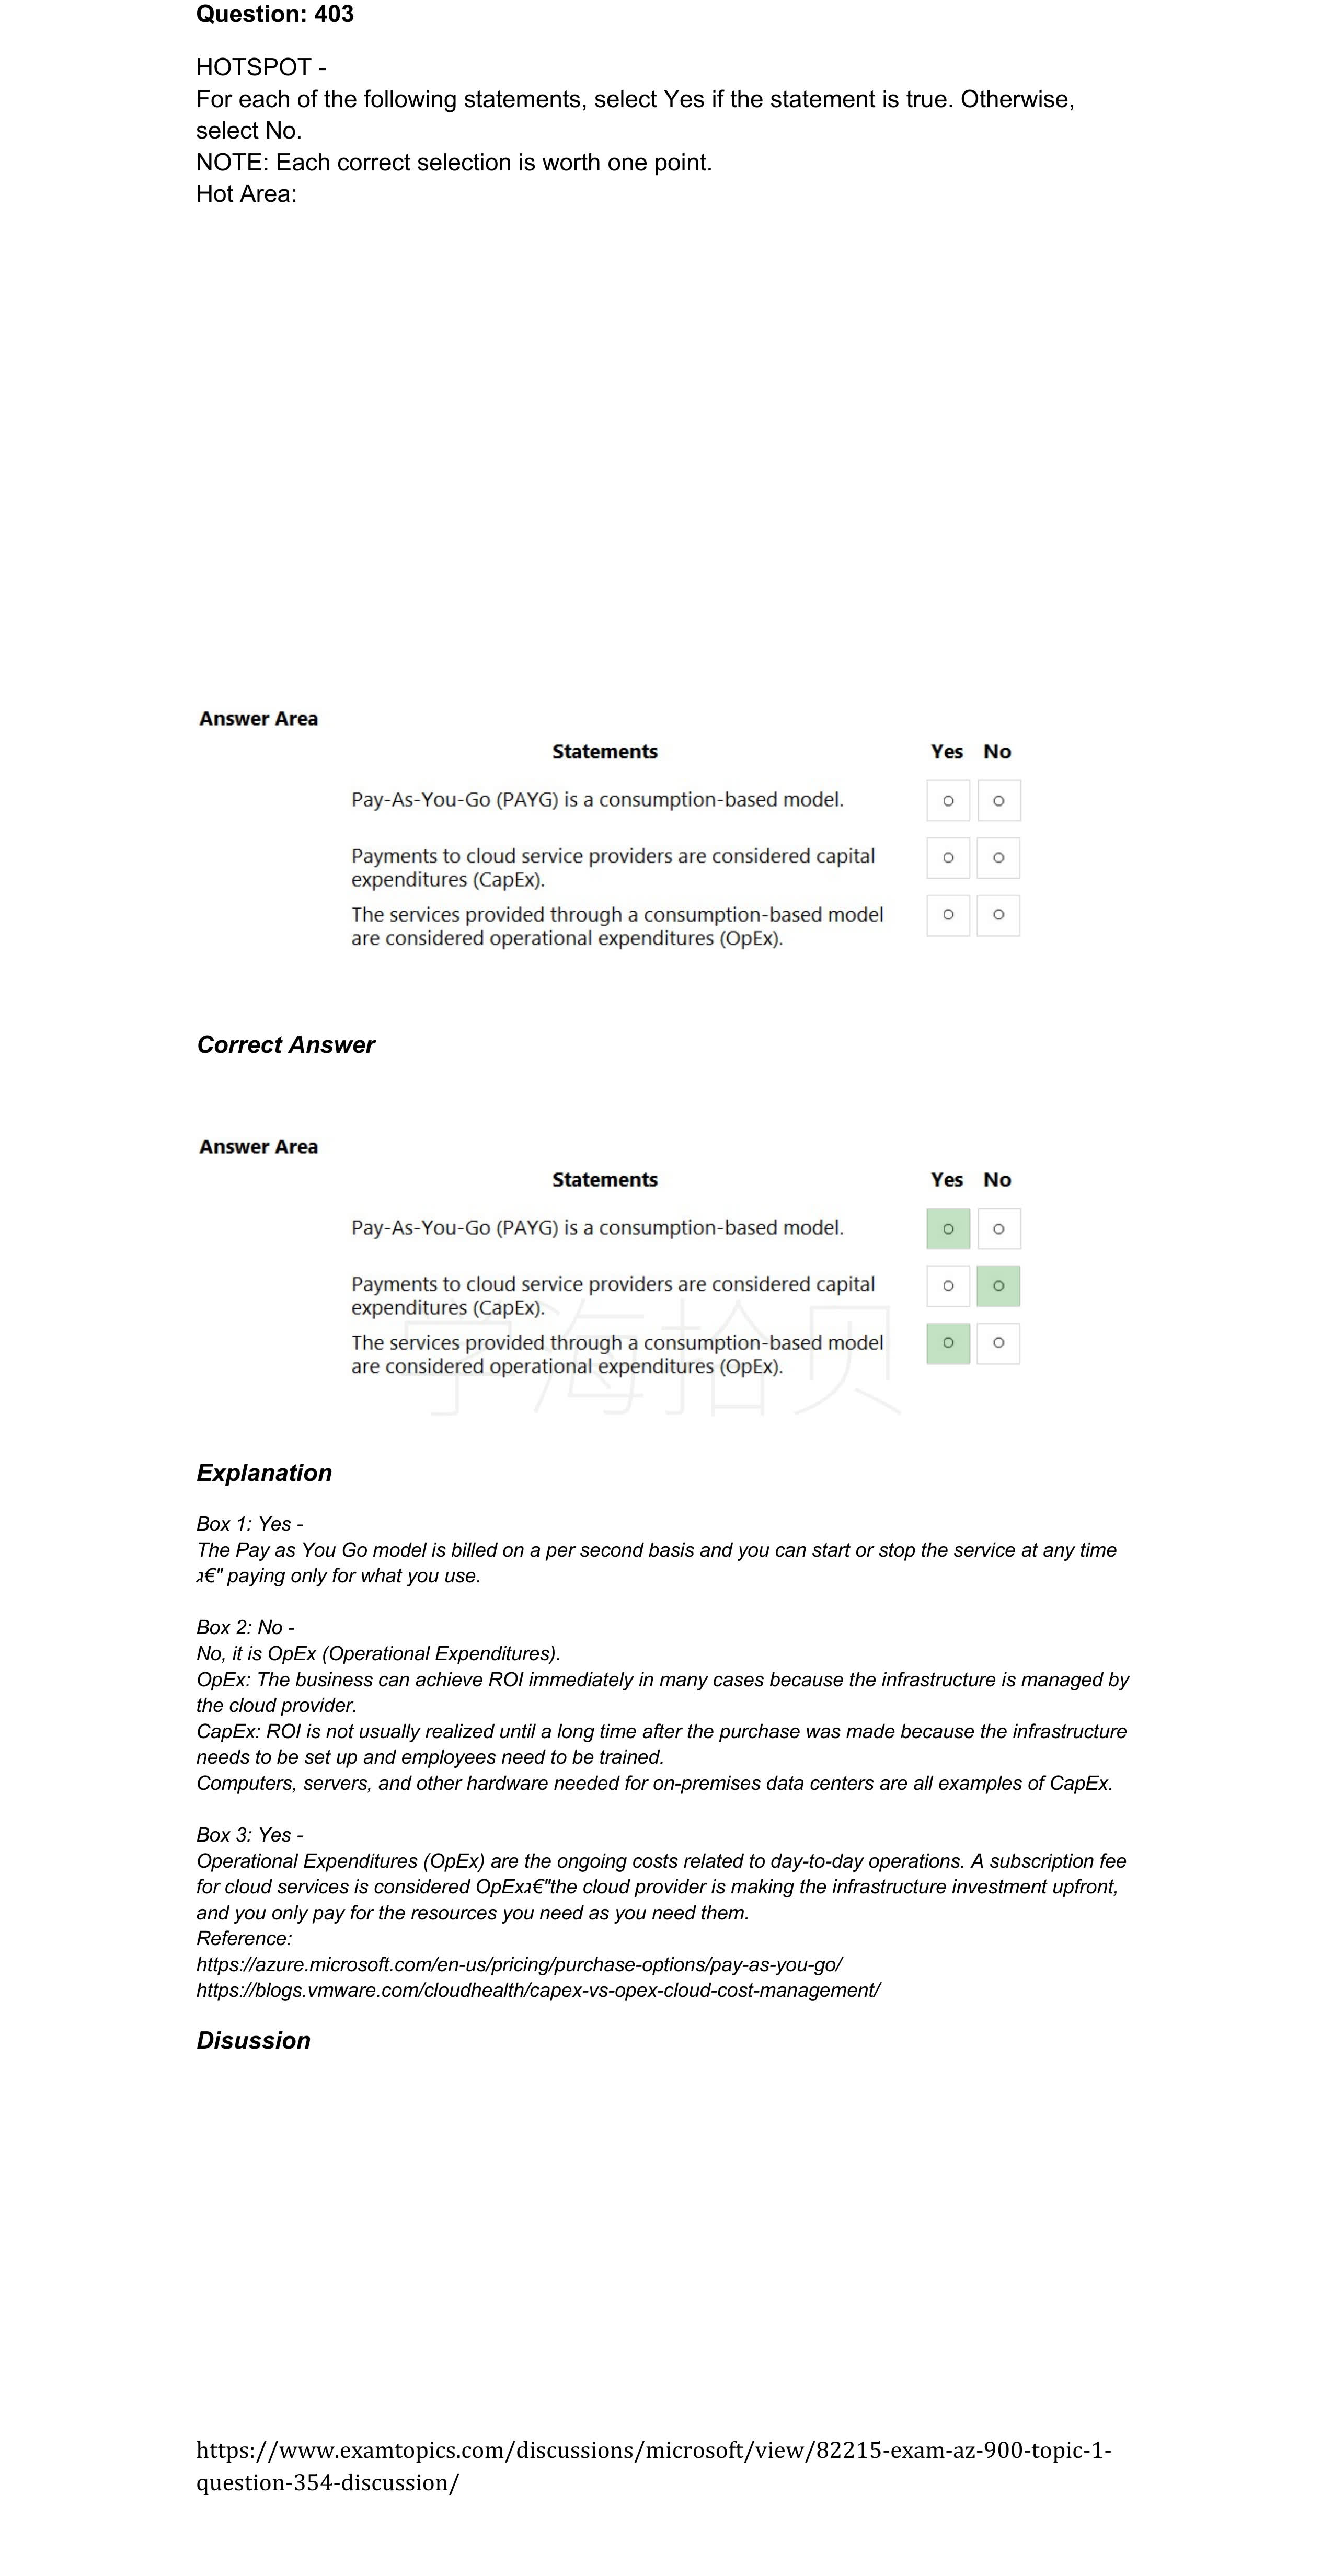 Question: 403
HOTSPOT -
For each of the following statements, select Yes if the statement is true. Otherwise,
select No.
NOTE: Each correct selection is worth one point.
Hot Area:
Answer Area
Statements Yes No
Pay-As-You-Go (PAYG) is a consumption-based model.
Payments to cloud service providers are considered capital
expenditures (CapEx).
The services provided through a consumption-based model
are considered operational expenditures (OpEx).
Correct Answer
Answer Area
Statements Yes No
Pay-As-You-Go (PAYG) is a consumption-based model.
Payments to cloud service providers are considered capital
expenditures (CapEx).
The services provided through a consumption-based model
are considered operational expenditures (OpEx).
学海拾贝
Explanation
Box 1: Yes -
The Pay as You Go model is billed on a per second basis and you can start or stop the service at any time
ג€" paying only for what you use.
Box 2: No -
No, it is OpEx (Operational Expenditures).
OpEx: The business can achieve ROI immediately in many cases because the infrastructure is managed by
the cloud provider.
CapEx: ROI is not usually realized until a long time after the purchase was made because the infrastructure
needs to be set up and employees need to be trained.
Computers, servers, and other hardware needed for on-premises data centers are all examples of CapEx.
Box 3: Yes -
Operational Expenditures (OpEx) are the ongoing costs related to day-to-day operations. A subscription fee
for cloud services is considered OpExג€"the cloud provider is making the infrastructure investment upfront,
and you only pay for the resources you need as you need them.
Reference:
https://azure.microsoft.com/en-us/pricing/purchase-options/pay-as-you-go/
https://blogs.vmware.com/cloudhealth/capex-vs-opex-cloud-cost-management/
Disussion
https://www.examtopics.com/discussions/microsoft/view/82215-exam-az-900-topic-1-
question-354-discussion/